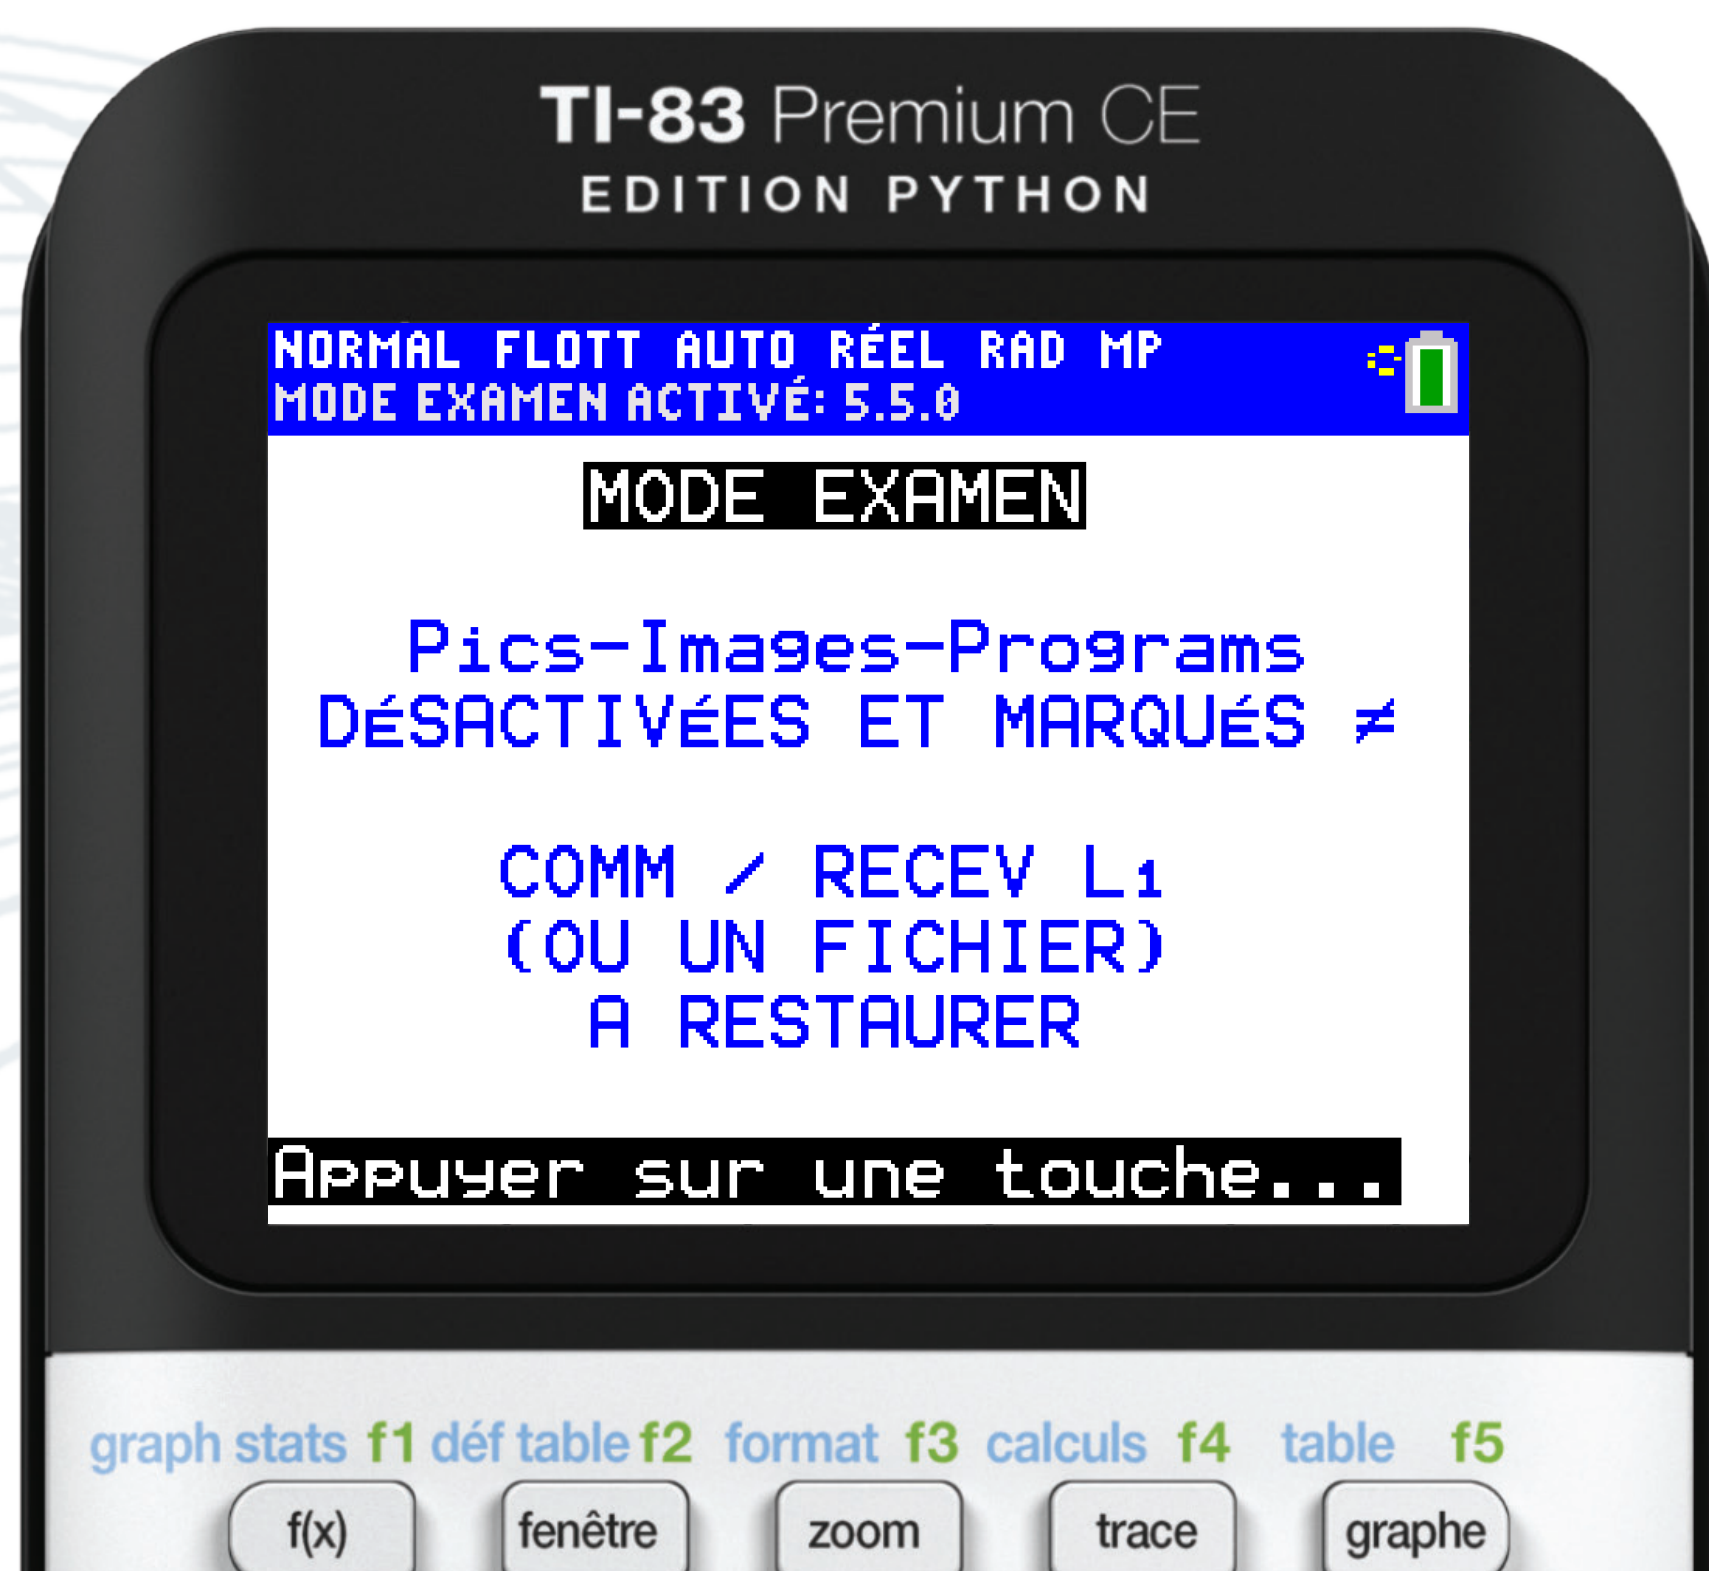 TI-83 Premium CE
EDITION PYTHON
NORMAL FLOTT AUTO RÉEL RAD MP
MODE EXAMEN ACTIVÉ: 5.5.0
MODE EXAMEN
Pics-Images-Programs
DéSACTIVéES ET MARQUéS ≠
COMM / RECEV L1
(OU UN FICHIER)
A RESTAURER
Appuyer sur une touche...
graph stats f1 déf table f2 format f3 calculs f4 table f5
f(x) fenêtre zoom trace graphe